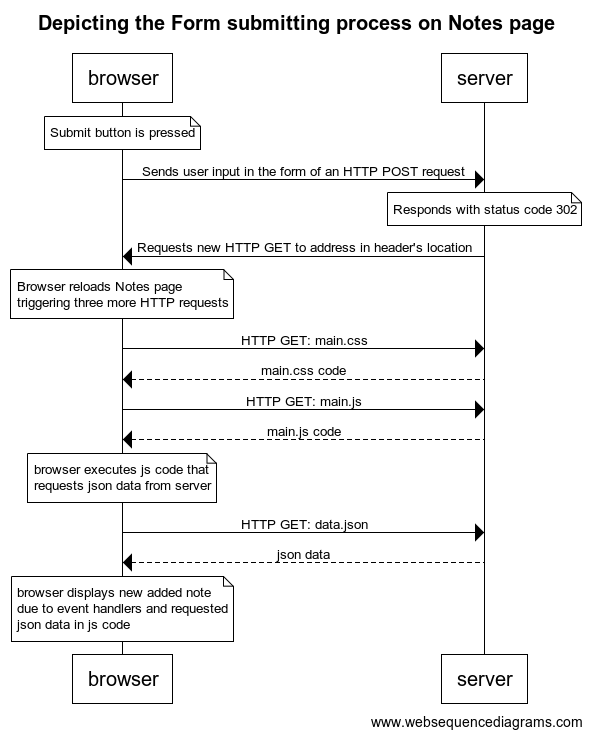 Depicting the Form submitting process on Notes page
browser
server
Submit button is pressed
Sends user input in the form of an HTTP POST request
Responds with status code 302
Requests new HTTP GET to address in header's location
Browser reloads Notes page
triggering three more HTTP requests
HTTP GET: main.css
main.css code
HTTP GET: main.js
main.js code
browser executes js code that
requests json data from server
HTTP GET: data.json
json data
browser displays new added note
due to event handlers and requested
json data in js code
browser
server
www.websequencediagrams.com